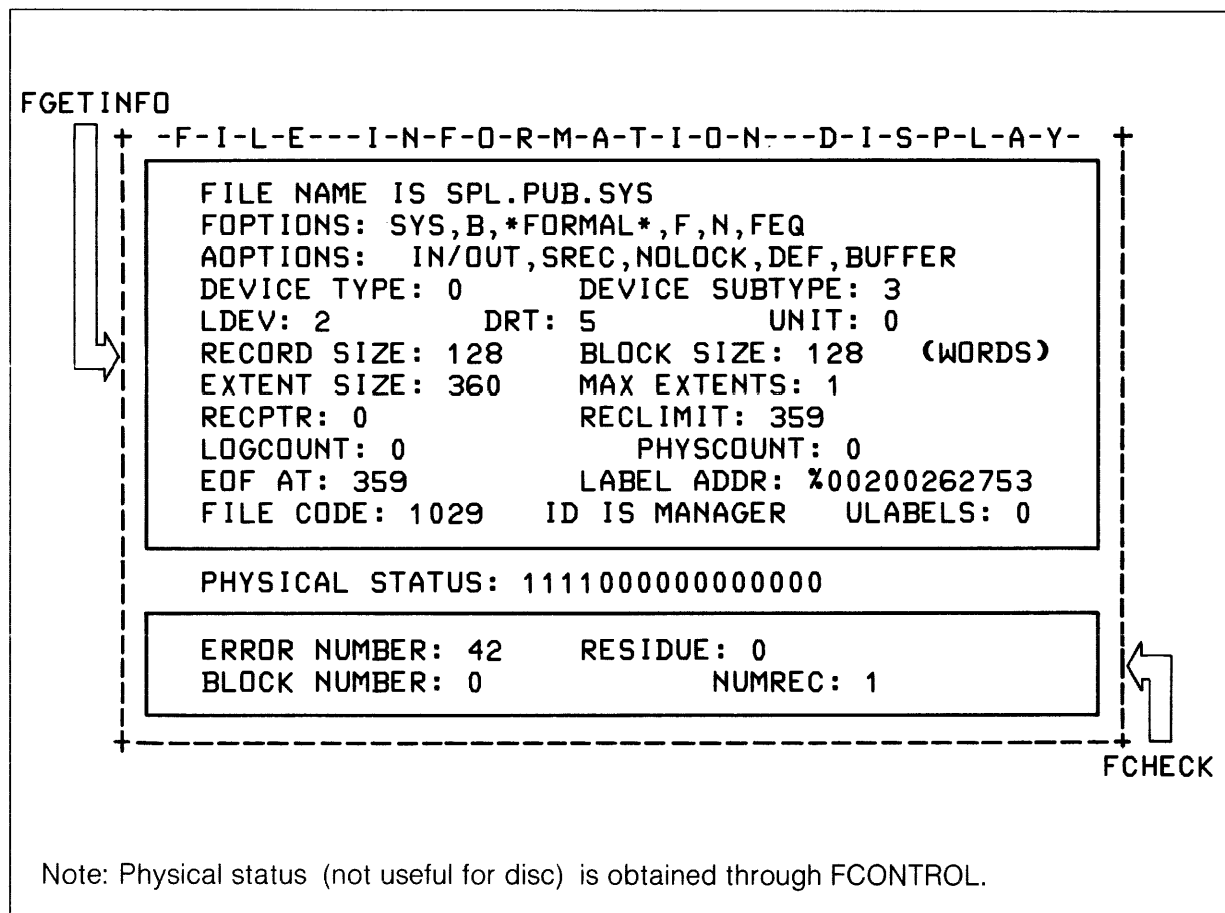 FGETINFO
+ -F-I-L-E---I-N-F-O-R-M-A-T-I-O-N---D-I-S-P-L-A-Y- +
FILE NAME IS SPL.PUB.SYS
FOPTIONS: SYS,B,*FORMAL*,F,N,FEQ
AOPTIONS: IN/OUT,SREC,NOLOCK,DEF,BUFFER
DEVICE TYPE: 0 DEVICE SUBTYPE: 3
LDEV: 2 DRT: 5 UNIT: 0
RECORD SIZE: 128 BLOCK SIZE: 128 (WORDS)
EXTENT SIZE: 360 MAX EXTENTS: 1
RECPTR: 0 RECLIMIT: 359
LOGCOUNT: 0 PHYSCOUNT: 0
EOF AT: 359 LABEL ADDR: %00200262753
FILE CODE: 1029 ID IS MANAGER ULABELS: 0
PHYSICAL STATUS: 1111000000000000
ERROR NUMBER: 42 RESIDUE: 0
BLOCK NUMBER: 0 NUMREC: 1
FCHECK
Note: Physical status (not useful for disc) is obtained through FCONTROL.